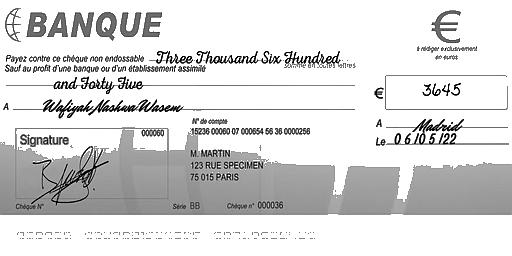 BANQUE
€
à rédiger exclusivement
en euros
Payez contre ce chèque non endossable Three Thousand Six Hundred
Sauf au profit d'une banque ou d'un établissement assimilé
somme en toutes lettres
and Forty Five
€ 3645
A Wafiyah Nashwa Wasem
A Madrid
Le 06/05/22
Signature
000060
N° de compte
15236 00060 07 000654 56 36 0000256
M. MARTIN
123 RUE SPECIMEN
75 015 PARIS
Chèque N°
Série BB
Chèque n° 000036